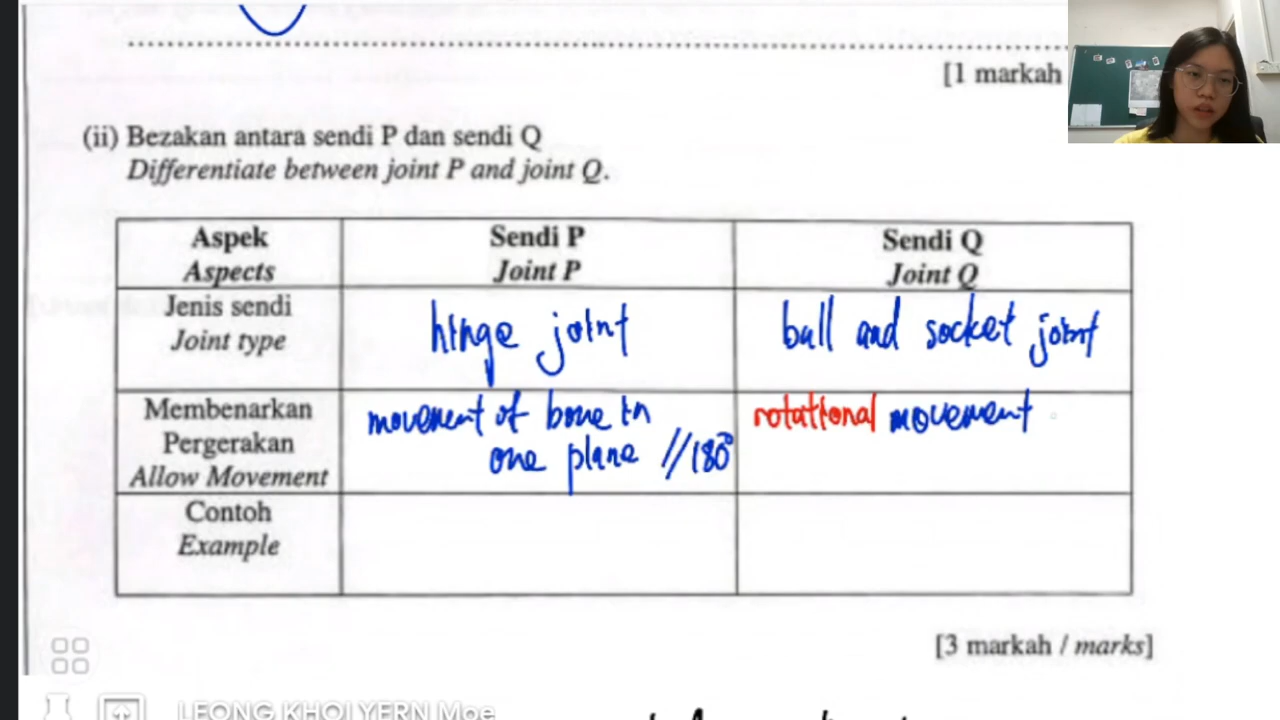 [1 markah
(ii) Bezakan antara sendi P dan sendi Q
Differentiate between joint P and joint Q.
Aspek
Aspects
Sendi P
Joint P
Sendi Q
Joint Q
Jenis sendi
Joint type
hinge joint
ball and socket joint
Membenarkan
Pergerakan
Allow Movement
movement of bone in
one plane //180°
rotational movement
Contoh
Example
[3 markah / marks]
LEONG KHOI YERN Moe